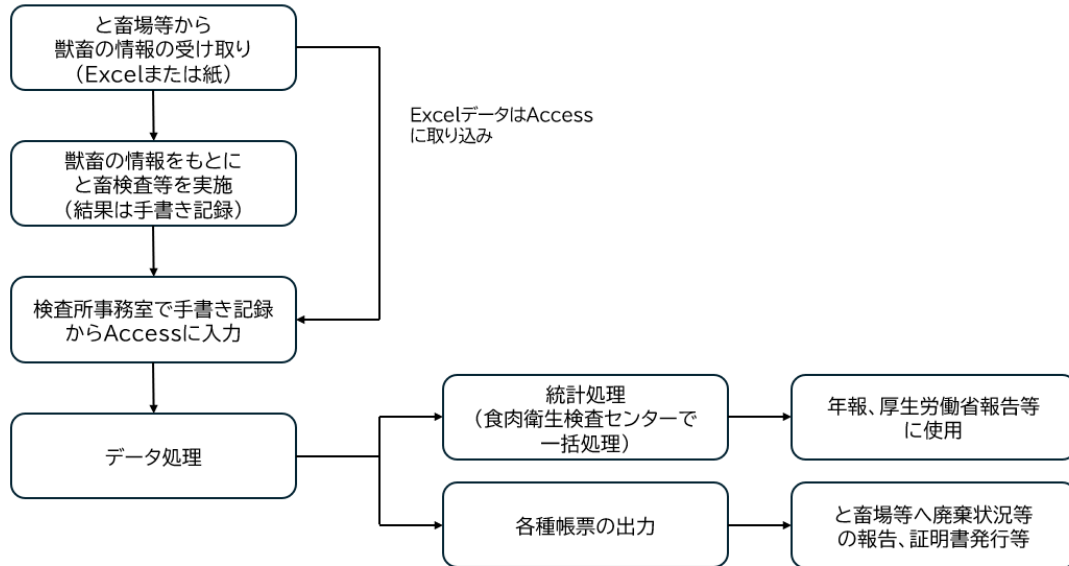 と畜場等から
獣畜の情報の受け取り
（Excelまたは紙）
ExcelデータはAccess
に取り込み
獣畜の情報をもとに
と畜検査等を実施
（結果は手書き記録）
検査所事務室で手書き記録
からAccessに入力
データ処理
統計処理
（食肉衛生検査センターで
一括処理）
年報、厚生労働省報告等
に使用
各種帳票の出力
と畜場等へ廃棄状況等
の報告、証明書発行等